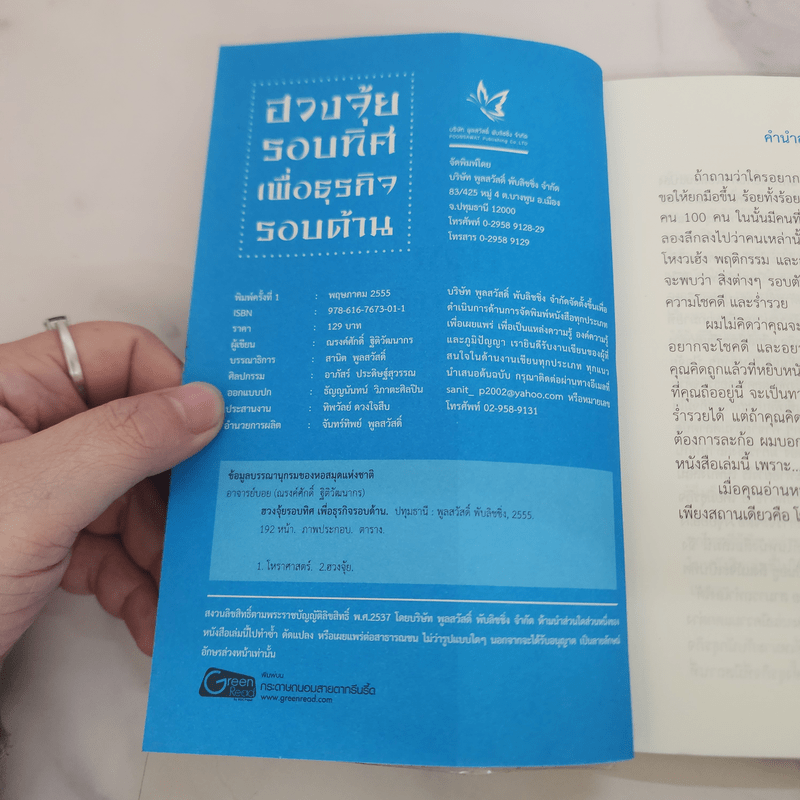 ฮวงจุ้ย
รอบทิศ
เพื่อธุรกิจ
รอบด้าน
บริษัท พูลสวัสดิ์ พับลิชชิ่ง จำกัด
POONSAWAT Publishing Co.,LTD
จัดพิมพ์โดย
บริษัท พูลสวัสดิ์ พับลิชชิ่ง จำกัด
83/425 หมู่ 4 ต.บางพูน อ.เมือง
จ.ปทุมธานี 12000
โทรศัพท์ 0-2958 9128-29
โทรสาร 0-2958 9129
พิมพ์ครั้งที่ 1 : พฤษภาคม 2555
ISBN : 978-616-7673-01-1
ราคา : 129 บาท
ผู้เขียน : ณรงค์ศักดิ์ ฐิติวัฒนากร
บรรณาธิการ : สานิต พูลสวัสดิ์
ศิลปกรรม : อาภัสร์ ประดิษฐ์สุวรรณ
ออกแบบปก : ธัญญนันทน์ วิภาตะศิลปิน
ประสานงาน : ทิพวัลย์ ดวงใจสืบ
อำนวยการผลิต : จันทร์ทิพย์ พูลสวัสดิ์
บริษัท พูลสวัสดิ์ พับลิชชิ่ง จำกัดจัดตั้งขึ้นเพื่อ
ดำเนินการด้านการจัดพิมพ์หนังสือทุกประเภท
เพื่อเผยแพร่ เพื่อเป็นแหล่งความรู้ องค์ความรู้
และภูมิปัญญา เรายินดีรับงานเขียนของผู้ที่
สนใจในด้านงานเขียนทุกประเภท ทุกแนว
นำเสนอต้นฉบับ กรุณาติดต่อผ่านทางอีเมลที่
sanit_ p2002@yahoo.com หรือหมายเลข
โทรศัพท์ 02-958-9131
ข้อมูลบรรณานุกรมของหอสมุดแห่งชาติ
อาจารย์บอย (ณรงค์ศักดิ์ ฐิติวัฒนากร)
ฮวงจุ้ยรอบทิศ เพื่อธุรกิจรอบด้าน. ปทุมธานี : พูลสวัสดิ์ พับลิชชิ่ง, 2555.
192 หน้า. ภาพประกอบ. ตาราง.
1. โหราศาสตร์. 2.ฮวงจุ้ย.
สงวนลิขสิทธิ์ตามพระราชบัญญัติลิขสิทธิ์ พ.ศ.2537 โดยบริษัท พูลสวัสดิ์ พับลิชชิ่ง จำกัด ห้ามนำส่วนใดส่วนหนึ่งของ
หนังสือเล่มนี้ไปทำซ้ำ ดัดแปลง หรือเผยแพร่ต่อสาธารณชน ไม่ว่ารูปแบบใดๆ นอกจากจะได้รับอนุญาต เป็นลายลักษณ์
อักษรล่วงหน้าเท่านั้น
Green Read
พิมพ์บน
กระดาษถนอมสายตากรีนรี้ด
www.greenread.com
คำนำ
ถ้าถามว่าใครอยาก
ขอให้ยกมือขึ้น ร้อยทั้งร้อย
คน 100 คน ในนั้นมีคนที่
ลองลึกลงไปว่าคนเหล่านั้
โหงวเฮ้ง พฤติกรรม และ
จะพบว่า สิ่งต่างๆ รอบตั
ความโชคดี และร่ำรวย
ผมไม่คิดว่าคุณจะ
อยากจะโชคดี และอย
คุณคิดถูกแล้วที่หยิบหนั
ที่คุณถืออยู่นี้ จะเป็นทา
ร่ำรวยได้ แต่ถ้าคุณคิด
ต้องการละก้อ ผมบอก
หนังสือเล่มนี้ เพราะ...
เมื่อคุณอ่านห
เพียงสถานเดียวคือ โ